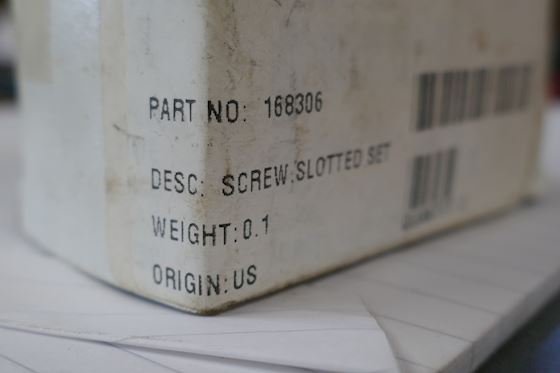 PART NO: 168306
DESC: SCREW,SLOTTED SET
WEIGHT:0.1
ORIGIN:US